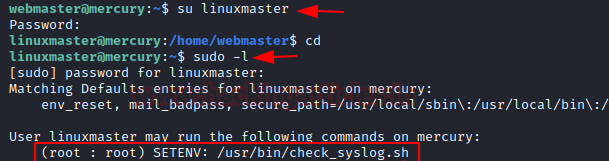 webmaster@mercury:~$ su linuxmaster
Password:
linuxmaster@mercury:/home/webmaster$ cd
linuxmaster@mercury:~$ sudo -l
[sudo] password for linuxmaster:
Matching Defaults entries for linuxmaster on mercury:
env_reset, mail_badpass, secure_path=/usr/local/sbin\:/usr/local/bin\:/
User linuxmaster may run the following commands on mercury:
(root : root) SETENV: /usr/bin/check_syslog.sh